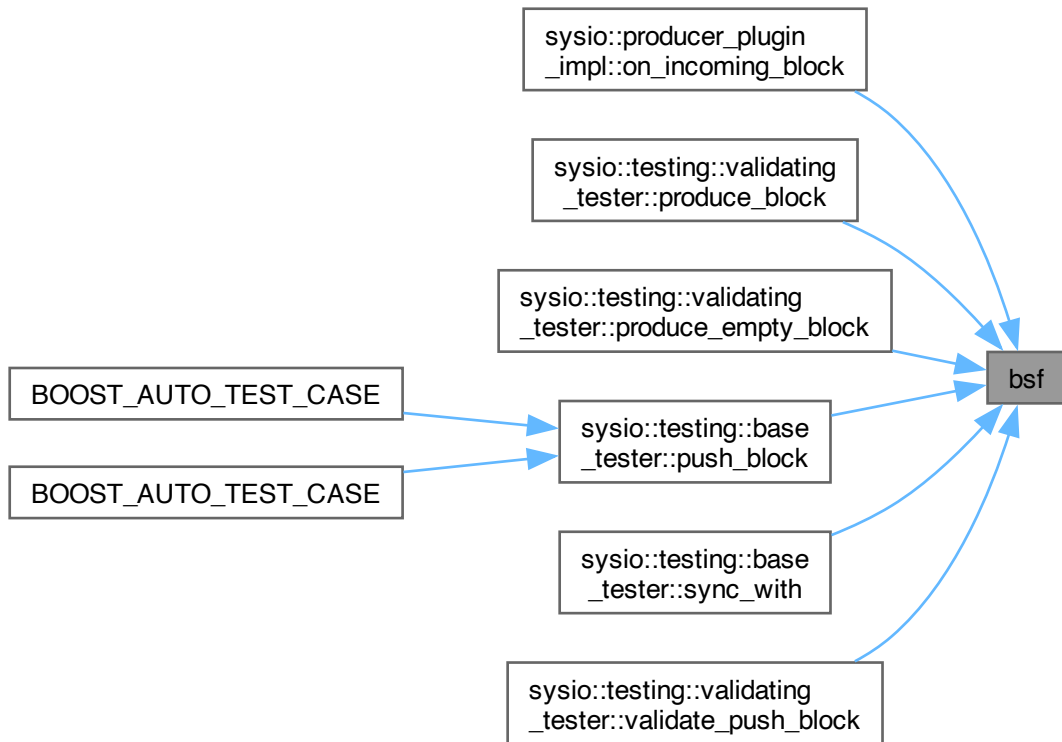 sysio::producer_plugin
_impl::on_incoming_block
sysio::testing::validating
_tester::produce_block
sysio::testing::validating
_tester::produce_empty_block
bsf
BOOST_AUTO_TEST_CASE
sysio::testing::base
_tester::push_block
BOOST_AUTO_TEST_CASE
sysio::testing::base
_tester::sync_with
sysio::testing::validating
_tester::validate_push_block